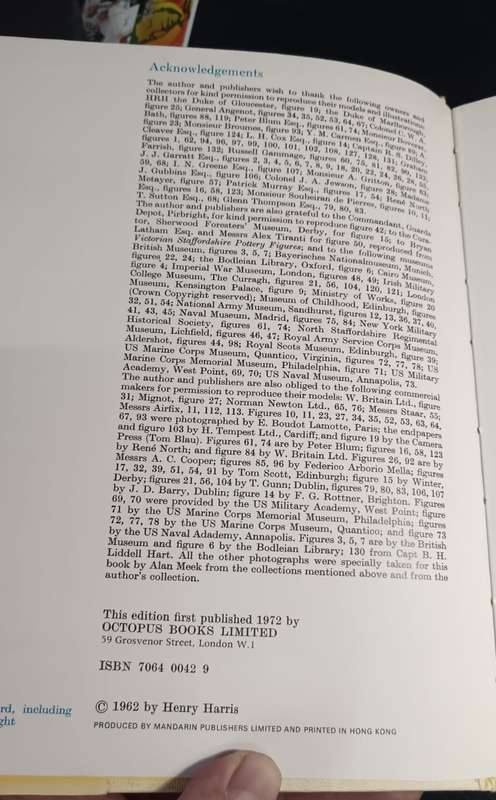 Acknowledgements
The author and publishers wish to thank the following owners and
collectors for kind permission to reproduce their models and illustrations:
HRH the Duke of Gloucester, figure 19; the Duke of Marlborough,
figure 25; General Angenot, figures 34, 35, 52, 53, 64, 67; Colonel C. W.
Bath, figures 88, 119; Peter Blum Esq., figures 61, 74; Monsieur Boverat,
figure 23; Monsieur Brounoes, figure 93; Y. M. Carmen Esq., figure 85; A.
Cleaver Esq., figure 124; L. H. Cox Esq., figure 14; Captain R. S. Dilley,
figures 1, 62, 94, 96, 97, 99, 100, 101, 102, 108, 127, 128, 131; Graham
Farrish, 132; Russell Gammage, figures 60, 73, 81, 82, 90, 133;
J. J. Garratt Esq., figures 2, 3, 4, 5, 6, 7, 8, 9, 18, 20, 22, 24, 26, 28, 55,
59, 68; I. N. Greene Esq., figure 107; Monsieur
J. Gubbins Esq., figure 106; Colonel J. A. Jewson, figure 28; Madame
Metayer, figure 57; Patrick Murray Esq., figures 17, 54; René North
Esq., figures 16, 58, 123; Monsieur Soubeiran de Pierres, figures 10, 11;
T. Sutton Esq., 68; Glenn Thompson Esq., 79, 80, 83.
The author and publishers are also grateful to the Commandant, Guards
Depot, Pirbright, for kind permission to reproduce figure 42; to the Cura-
tor, Sherwood Foresters' Museum, Derby, for figure 15; to Bryan
Latham Esq. and Messrs Alex Tiranti for figure 50, reproduced from
Victorian Staffordshire Pottery Figures; and to the following museums
British Museum, figures 3, 5, 7; Bayerisches Nationalmuseum, Munich,
figures 22, 24; the Bodleian Library, Oxford, figure 6; Cairo Museum,
figure 4; Imperial War Museum, London, figures 48, 49; Irish Military
College Museum, The Curragh, figures 21, 56, 104, 120, 121; London
Museum, Kensington Palace, figure 9; Ministry of Works, figure 20
(Crown Copyright reserved); Museum of Childhood, Edinburgh, figures
32, 51, 54; National Army Museum, Sandhurst, figures 12, 13, 36, 37, 40,
41, 43, 45; Naval Museum, Madrid, figures 75, 84; New York Military
Historical Society, figures 61, 74; North Staffordshire Regimental
Museum, Lichfield, figures 46, 47; Royal Army Service Corps Museum,
Aldershot, figures 44, 98; Royal Scots Museum, Edinburgh, figure 39;
US Marine Corps Museum, Quantico, Virginia, figures 72, 77, 78; US
Marine Corps Memorial Museum, Philadelphia, figure 71; US Military
Academy, West Point, 69, 70; US Naval Museum, Annapolis, 73.
The author and publishers are also obliged to the following commercial
makers for permission to reproduce their models: W. Britain Ltd., figure
31; Mignot, figure 27; Norman Newton Ltd., 65, 76; Messrs Staar, 55;
Messrs Airfix, 11, 112, 113. Figures 10, 11, 23, 27, 34, 35, 52, 53, 63, 64,
67, 93 were photographed by E. Boudot Lamotte, Paris; the endpapers
and figure 103 by H. Tempest Ltd., Cardiff; and figure 19 by the Camera
Press (Tom Blau). Figures 61, 74 are by Peter Blum; figures 16, 58, 123
by René North; and figure 84 by W. Britain Ltd. Figures 26, 92 are by
Messrs A. C. Cooper; figures 85, 96 by Federico Arborio Mella; figures
17, 32, 39, 51, 54, 91 by Tom Scott, Edinburgh; figure 15 by Winter,
Derby; figures 21, 56, 104 by T. Gunn; Dublin, figures 79, 80, 83, 106, 107
by J. D. Barry, Dublin; figure 14 by F. G. Rottner, Brighton. Figures
69, 70 were provided by the US Military Academy, West Point; figure
71 by the US Marine Corps Memorial Museum, Philadelphia; figures
72, 77, 78 by the US Marine Corps Museum, Quantico; and figure 73
by the US Naval Adademy, Annapolis. Figures 3, 5, 7 are by the British
Museum and figure 6 by the Bodleian Library; 130 from Capt B. H.
Liddell Hart. All the other photographs were specially taken for this
book by Alan Meek from the collections mentioned above and from the
author's collection.
This edition first published 1972 by
OCTOPUS BOOKS LIMITED
59 Grosvenor Street, London W.1
ISBN 7064 0042 9
© 1962 by Henry Harris
PRODUCED BY MANDARIN PUBLISHERS LIMITED AND PRINTED IN HONG KONG
rd, including
ght